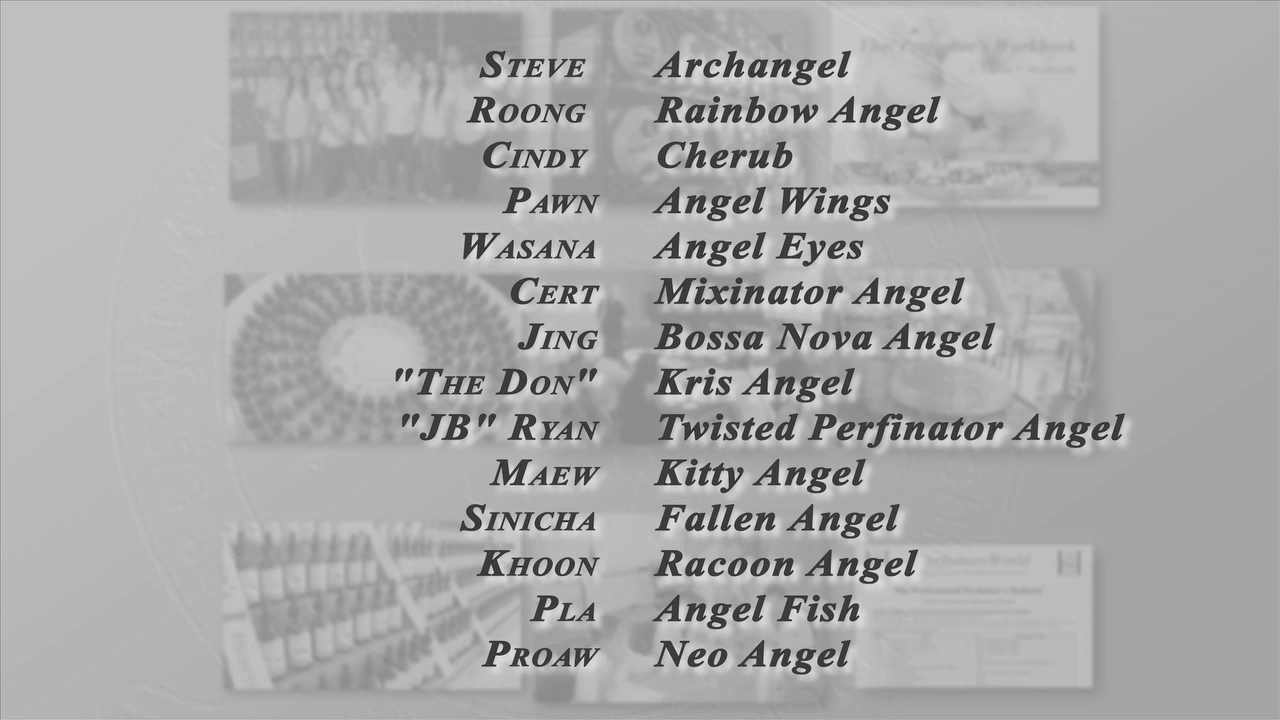 STEVE Archangel
ROONG Rainbow Angel
CINDY Cherub
PAWN Angel Wings
WASANA Angel Eyes
CERT Mixinator Angel
JING Bossa Nova Angel
"THE DON" Kris Angel
"JB" RYAN Twisted Perfinator Angel
MAEW Kitty Angel
SINICHA Fallen Angel
KHOON Racoon Angel
PLA Angel Fish
PROAW Neo Angel